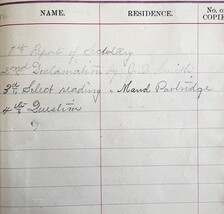 NAME. RESIDENCE. No. of COPIE
1st Report of Secretary
2nd Declamation by J. D. Smith
3rd Select reading - Maud Partridge
4th Question